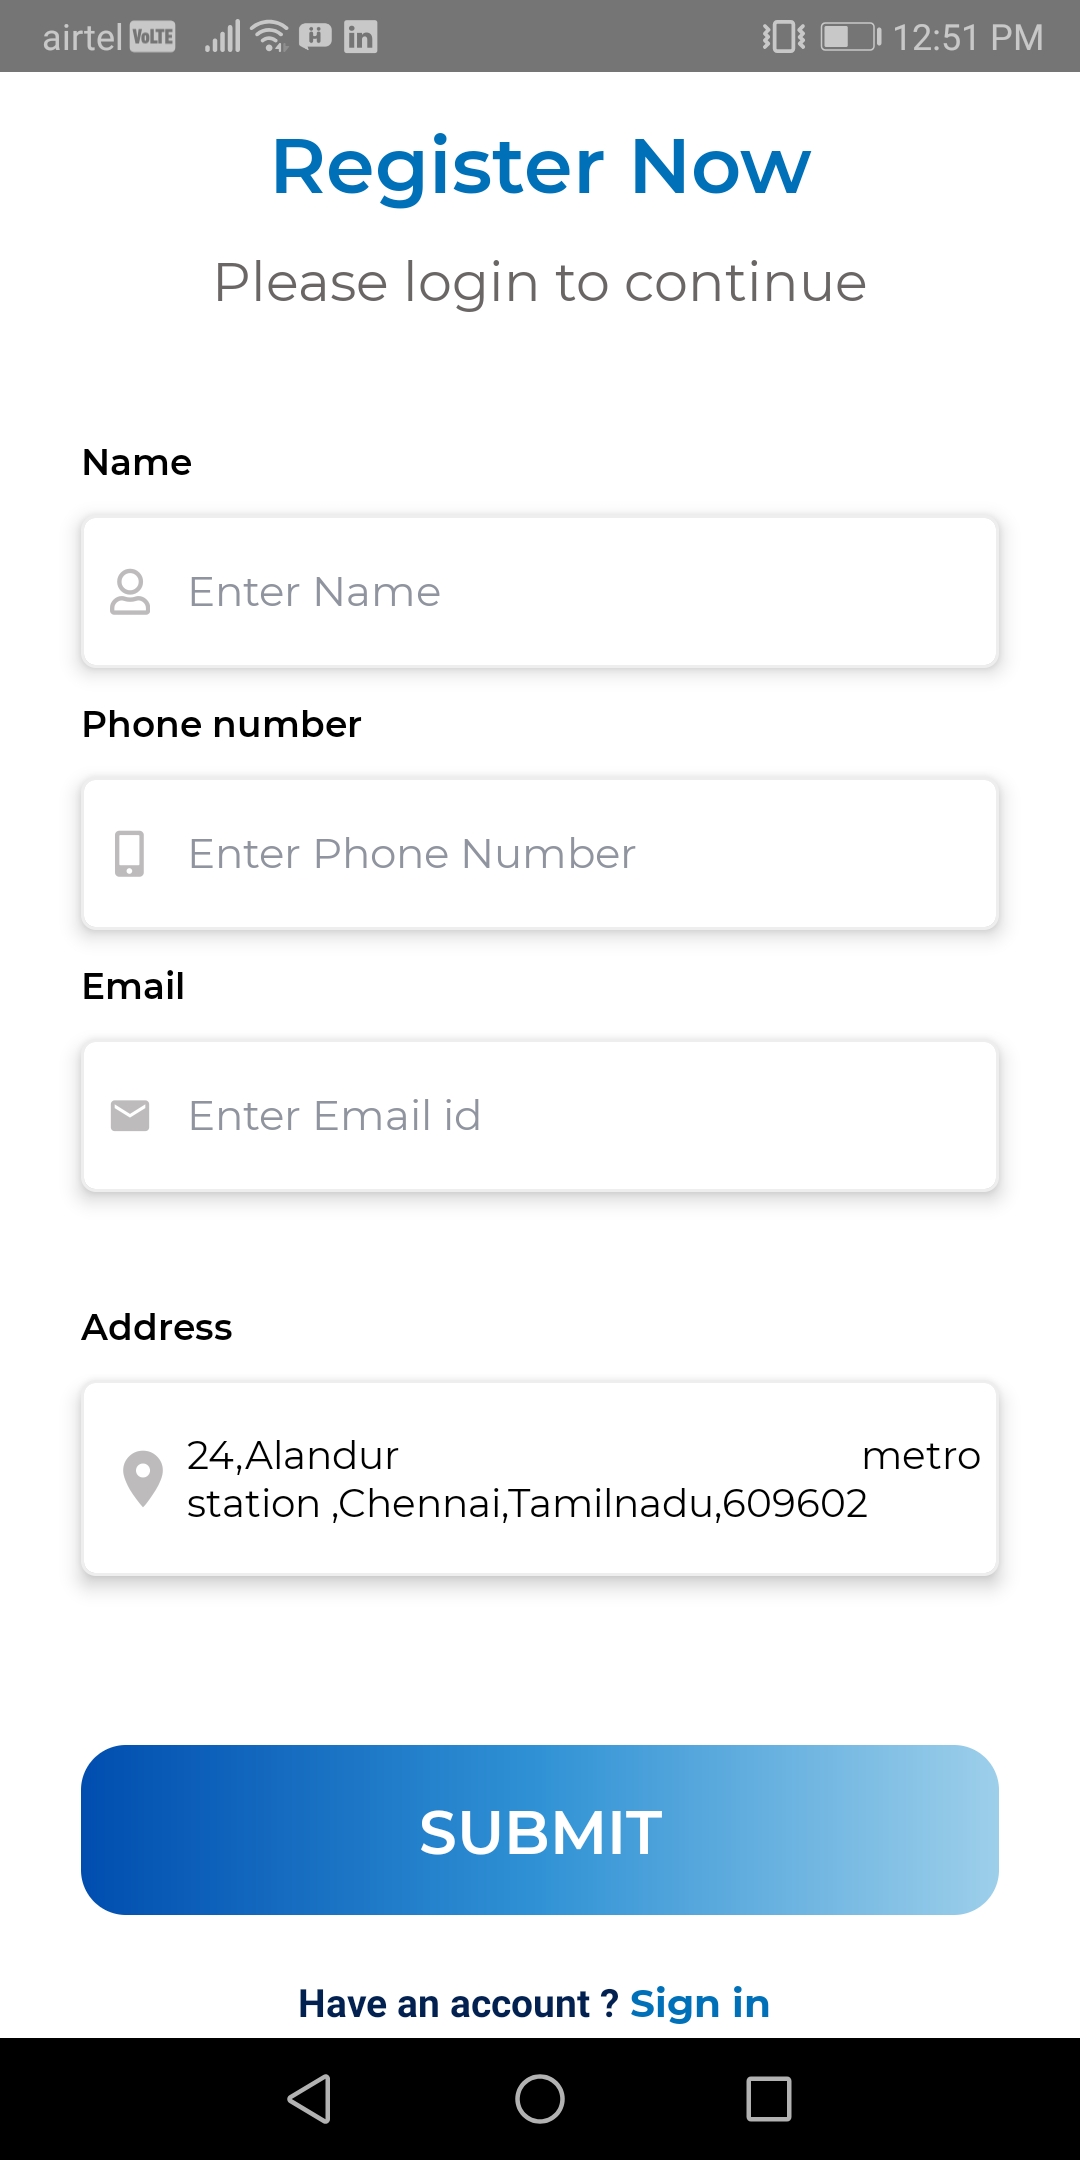 airtel VoLTE 12:51 PM
Register Now
Please login to continue
Name
Enter Name
Phone number
Enter Phone Number
Email
Enter Email id
Address
24,Alandur metro
station ,Chennai,Tamilnadu,609602
SUBMIT
Have an account ? Sign in